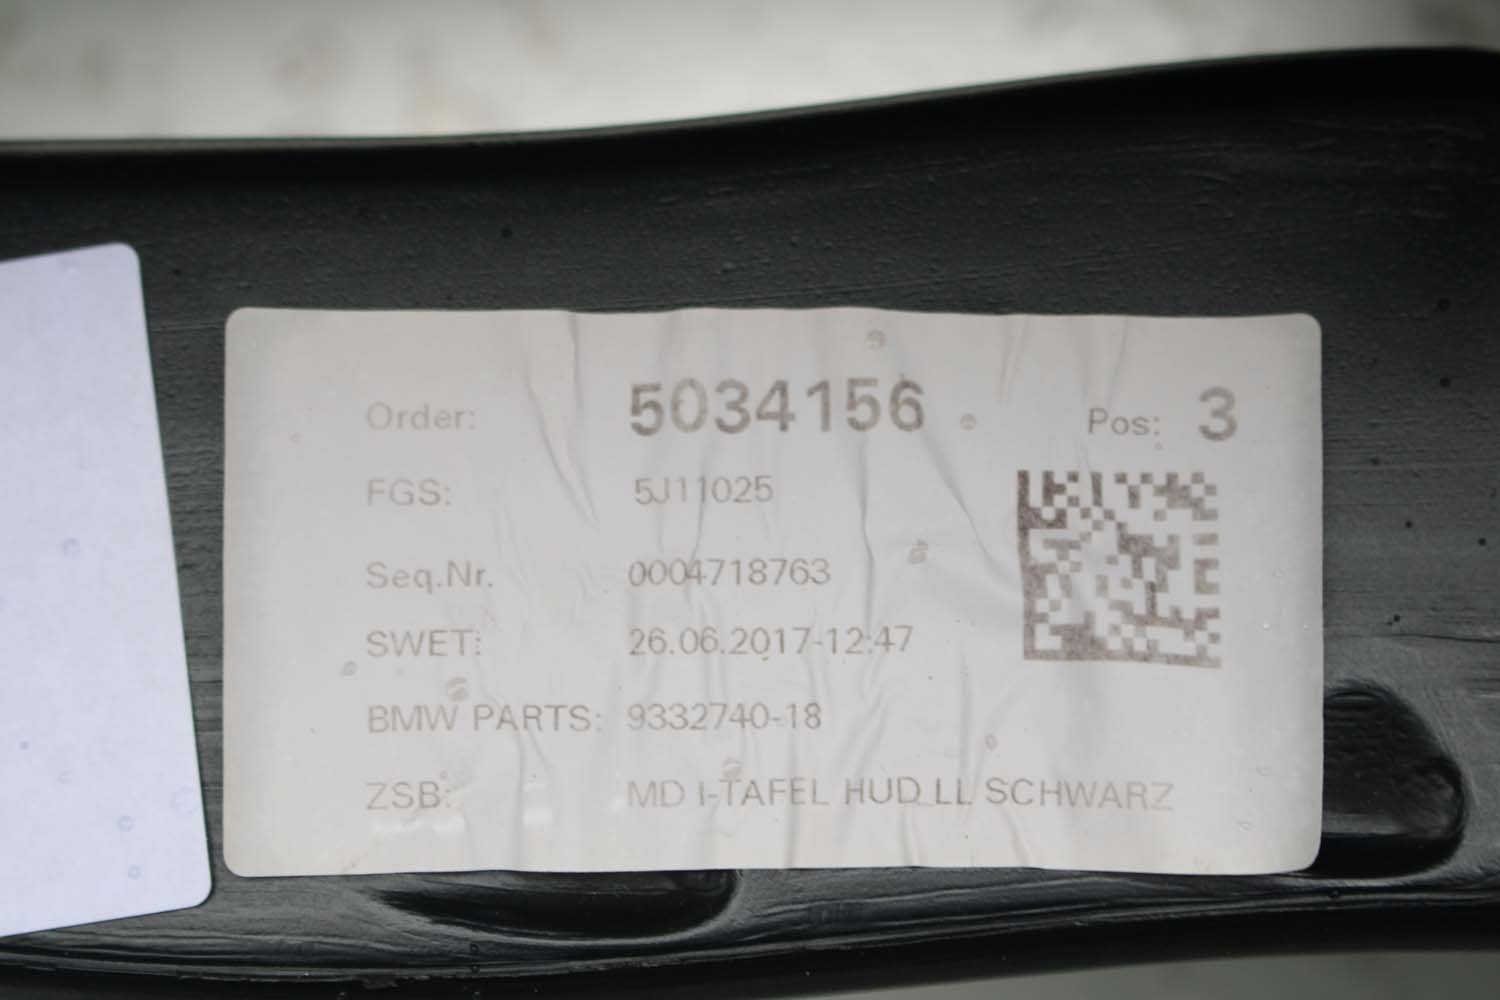 Order: 5034156 Pos: 3
FGS: 5J11025
Seq.Nr. 0004718763
SWET: 26.06.2017-12:47
BMW PARTS: 9332740-18
ZSB: MD I-TAFEL HUD LL SCHWARZ